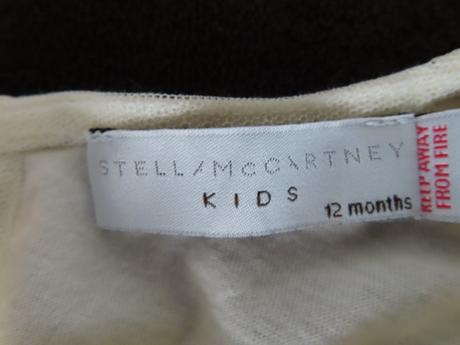 STELLA McCARTNEY
KIDS
12 months
KEEP AWAY
FROM FIRE